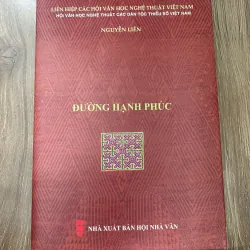 LIÊN HIỆP CÁC HỘI VĂN HỌC NGHỆ THUẬT VIỆT NAM
HỘI VĂN HỌC NGHỆ THUẬT CÁC DÂN TỘC THIỂU SỐ VIỆT NAM
NGUYỄN LIÊN
ĐƯỜNG HẠNH PHÚC
NHÀ XUẤT BẢN HỘI NHÀ VĂN